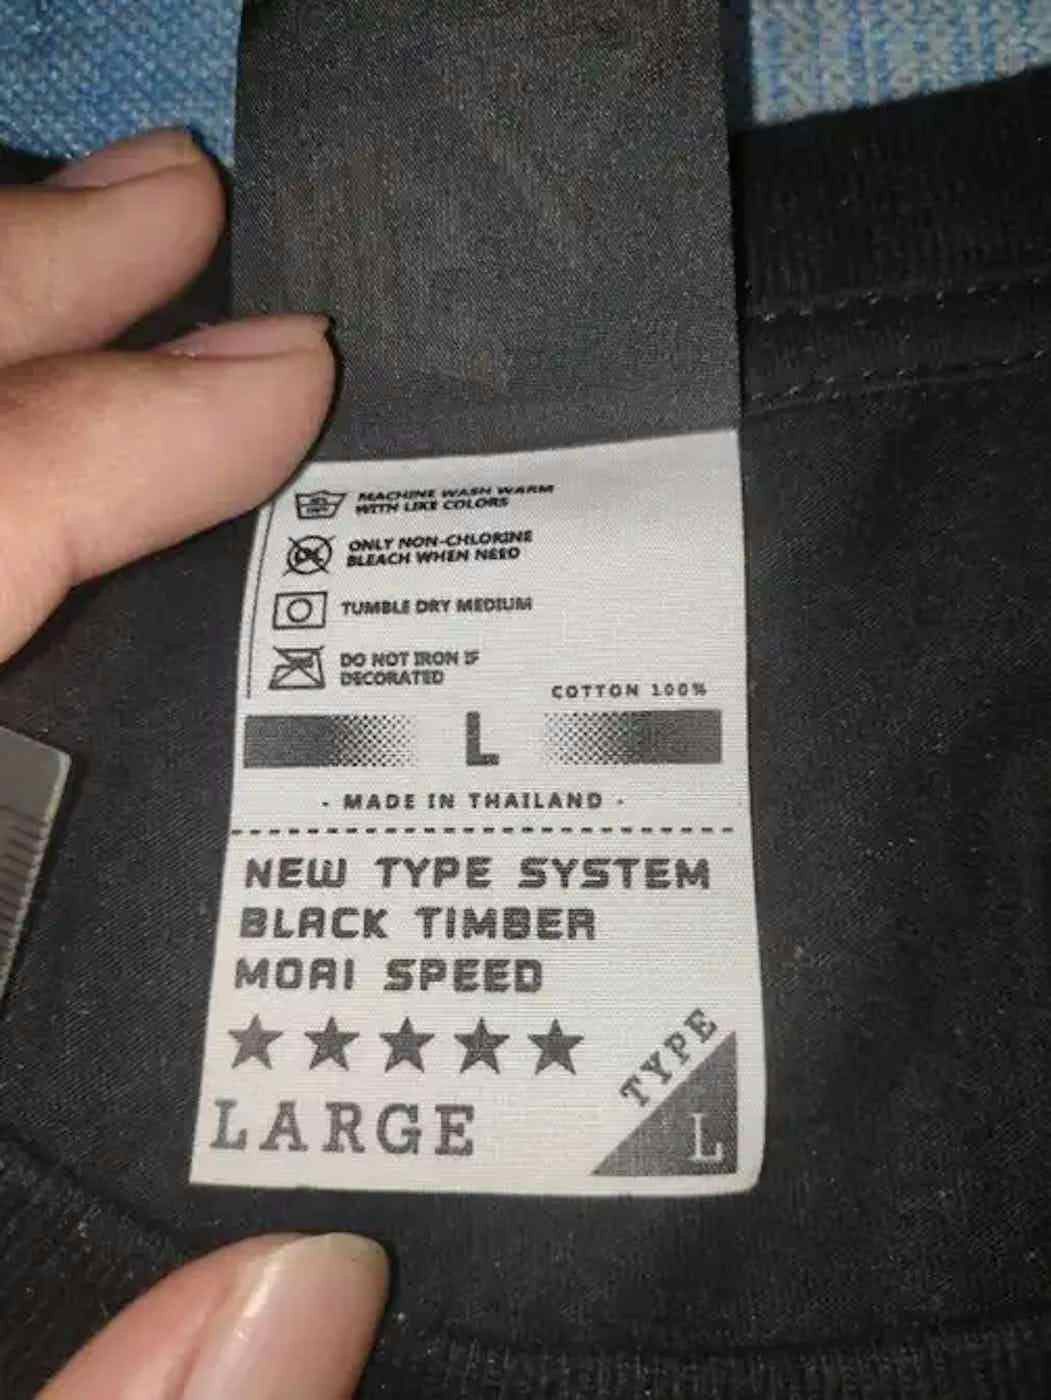 MACHINE WASH WARM
WITH LIKE COLORS
ONLY NON-CHLORINE
BLEACH WHEN NEED
TUMBLE DRY MEDIUM
DO NOT IRON IF
DECORATED
COTTON 100%
L
- MADE IN THAILAND -
NEW TYPE SYSTEM
BLACK TIMBER
MOAI SPEED
LARGE
TYPE
L